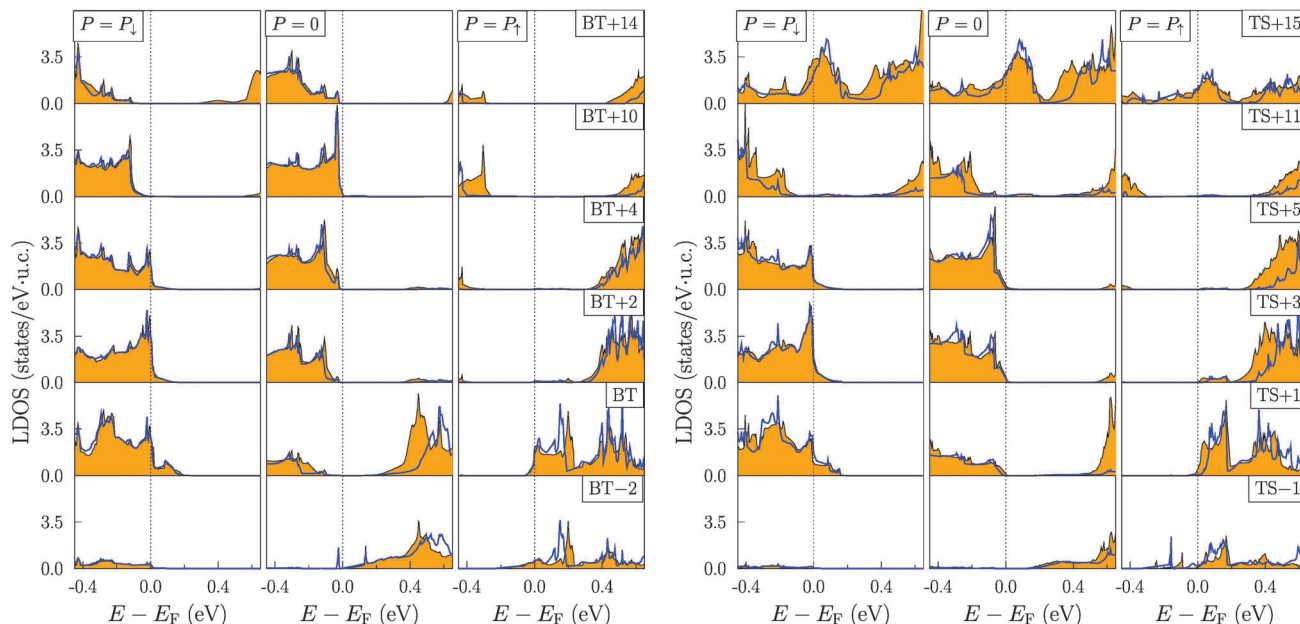 P = P↓
P = 0
P = P↑
BT+14
3.5
0.0
BT+10
3.5
0.0
BT+4
3.5
0.0
BT+2
3.5
0.0
BT
3.5
0.0
BT−2
3.5
0.0
LDOS (states/eV·u.c.)
-0.4 0.0 0.4
-0.4 0.0 0.4
-0.4 0.0 0.4
E − E_F (eV)
E − E_F (eV)
E − E_F (eV)
P = P↓
P = 0
P = P↑
TS+15
3.5
0.0
TS+11
3.5
0.0
TS+5
3.5
0.0
TS+3
3.5
0.0
TS+1
3.5
0.0
TS−1
3.5
0.0
LDOS (states/eV·u.c.)
-0.4 0.0 0.4
-0.4 0.0 0.4
-0.4 0.0 0.4
E − E_F (eV)
E − E_F (eV)
E − E_F (eV)